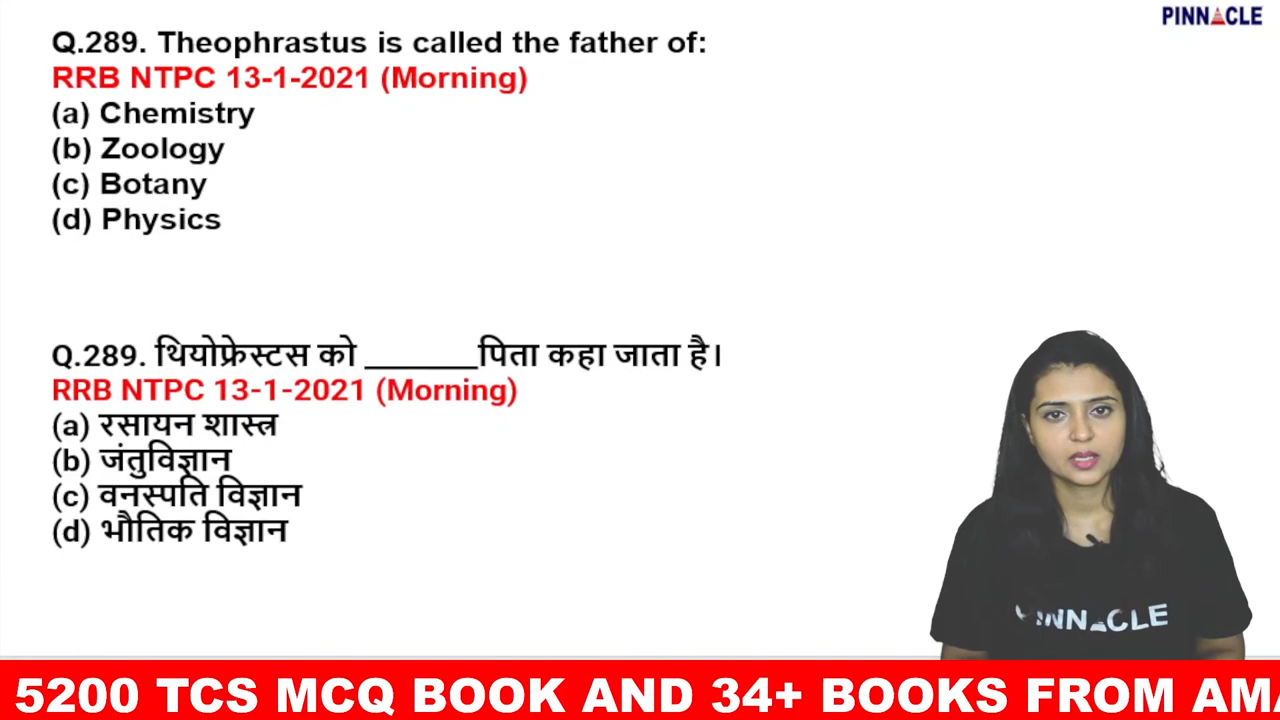 PINNACLE
Q.289. Theophrastus is called the father of:
RRB NTPC 13-1-2021 (Morning)
(a) Chemistry
(b) Zoology
(c) Botany
(d) Physics
Q.289. थियोफ्रेस्टस को _______पिता कहा जाता है।
RRB NTPC 13-1-2021 (Morning)
(a) रसायन शास्त्र
(b) जंतुविज्ञान
(c) वनस्पति विज्ञान
(d) भौतिक विज्ञान
PINNACLE
5200 TCS MCQ BOOK AND 34+ BOOKS FROM AMA